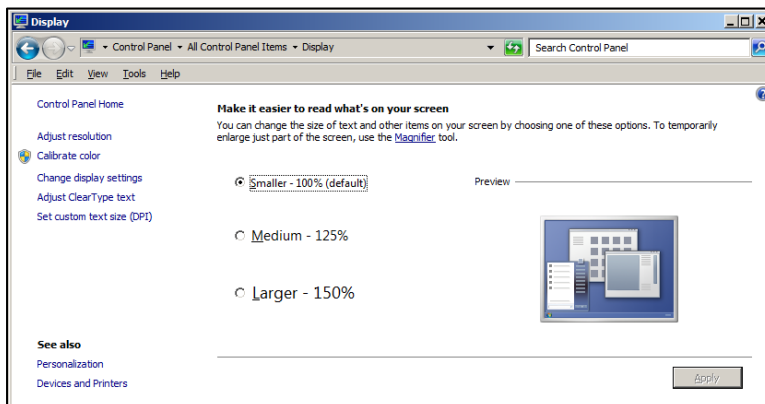 Display
Control Panel All Control Panel Items Display
Search Control Panel
File Edit View Tools Help
Control Panel Home
Adjust resolution
Calibrate color
Change display settings
Adjust ClearType text
Set custom text size (DPI)
Make it easier to read what's on your screen
You can change the size of text and other items on your screen by choosing one of these options. To temporarily
enlarge just part of the screen, use the Magnifier tool.
Smaller - 100% (default)
Preview
Medium - 125%
Larger - 150%
See also
Personalization
Devices and Printers
Apply